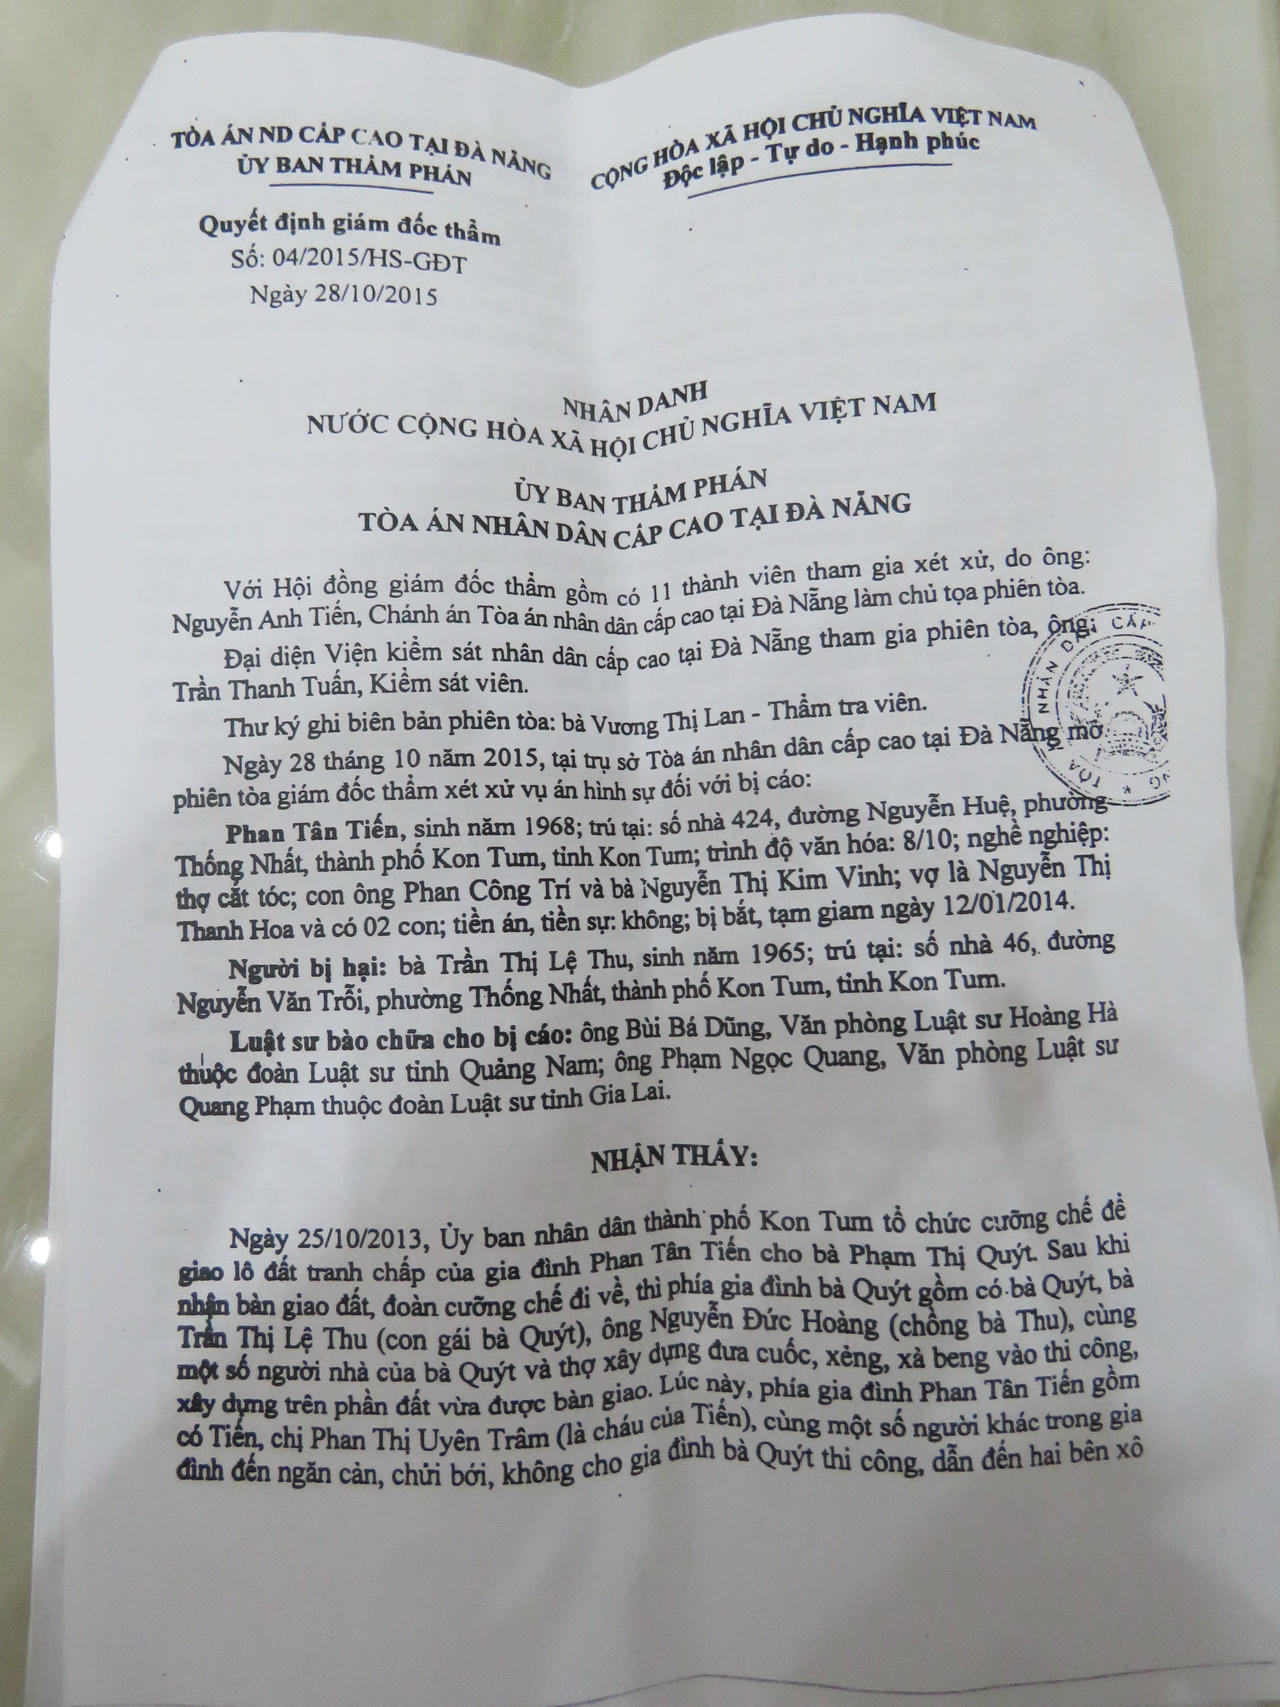 TÒA ÁN ND CẤP CAO TẠI ĐÀ NẴNG
ỦY BAN THẨM PHÁN
CỘNG HÒA XÃ HỘI CHỦ NGHĨA VIỆT NAM
Độc lập - Tự do - Hạnh phúc
Quyết định giám đốc thẩm
Số: 04/2015/HS-GĐT
Ngày 28/10/2015
NHÂN DANH
NƯỚC CỘNG HÒA XÃ HỘI CHỦ NGHĨA VIỆT NAM
ỦY BAN THẨM PHÁN
TÒA ÁN NHÂN DÂN CẤP CAO TẠI ĐÀ NẴNG
Với Hội đồng giám đốc thẩm gồm có 11 thành viên tham gia xét xử, do ông:
Nguyễn Anh Tiến, Chánh án Tòa án nhân dân cấp cao tại Đà Nẵng làm chủ tọa phiên tòa.
Đại diện Viện kiểm sát nhân dân cấp cao tại Đà Nẵng tham gia phiên tòa, ông:
Trần Thanh Tuấn, Kiểm sát viên.
Thư ký ghi biên bản phiên tòa: bà Vương Thị Lan - Thẩm tra viên.
Ngày 28 tháng 10 năm 2015, tại trụ sở Tòa án nhân dân cấp cao tại Đà Nẵng mở
phiên tòa giám đốc thẩm xét xử vụ án hình sự đối với bị cáo:
Phan Tân Tiến, sinh năm 1968; trú tại: số nhà 424, đường Nguyễn Huệ, phường
Thống Nhất, thành phố Kon Tum, tỉnh Kon Tum; trình độ văn hóa: 8/10; nghề nghiệp:
thợ cắt tóc; con ông Phan Công Trí và bà Nguyễn Thị Kim Vinh; vợ là Nguyễn Thị
Thanh Hoa và có 02 con; tiền án, tiền sự: không; bị bắt, tạm giam ngày 12/01/2014.
Người bị hại: bà Trần Thị Lệ Thu, sinh năm 1965; trú tại: số nhà 46, đường
Nguyễn Văn Trỗi, phường Thống Nhất, thành phố Kon Tum, tỉnh Kon Tum.
Luật sư bào chữa cho bị cáo: ông Bùi Bá Dũng, Văn phòng Luật sư Hoàng Hà
thuộc đoàn Luật sư tỉnh Quảng Nam; ông Phạm Ngọc Quang, Văn phòng Luật sư
Quang Phạm thuộc đoàn Luật sư tỉnh Gia Lai.
TÒA NHÂN DÂN CẤP
NHẬN THẤY:
Ngày 25/10/2013, Ủy ban nhân dân thành phố Kon Tum tổ chức cưỡng chế để
giao lô đất tranh chấp của gia đình Phan Tân Tiến cho bà Phạm Thị Quýt. Sau khi
nhận bàn giao đất, đoàn cưỡng chế đi về, thì phía gia đình bà Quýt gồm có bà Quýt, bà
Trần Thị Lệ Thu (con gái bà Quýt), ông Nguyễn Đức Hoàng (chồng bà Thu), cùng
một số người nhà của bà Quýt và thợ xây dựng đưa cuốc, xẻng, xà beng vào thi công,
xây dựng trên phần đất vừa được bàn giao. Lúc này, phía gia đình Phan Tân Tiến gồm
có Tiến, chị Phan Thị Uyên Trâm (là cháu của Tiến), cùng một số người khác trong gia
đình đến ngăn cản, chửi bới, không cho gia đình bà Quýt thi công, dẫn đến hai bên xô